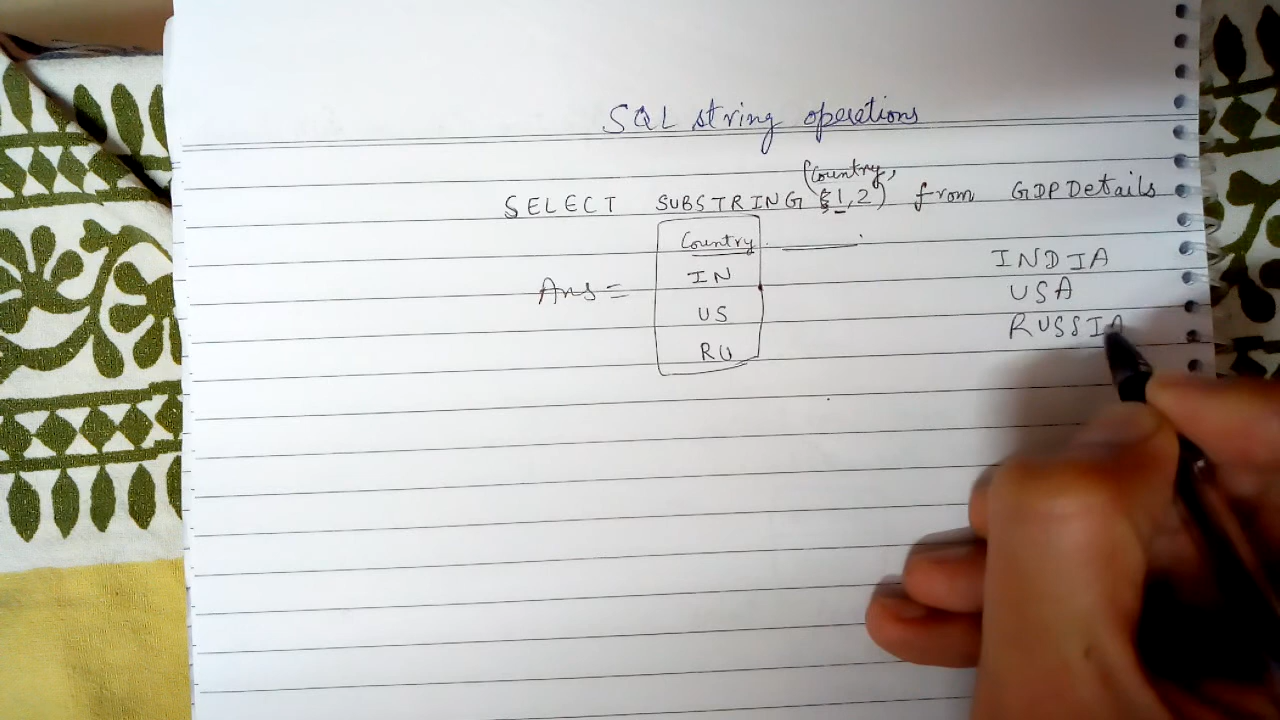 SQL string operations
SELECT SUBSTRING (Country, 1,2) from GDPDetails
Country
Ans = IN
US
RU
INDIA
USA
RUSSIA